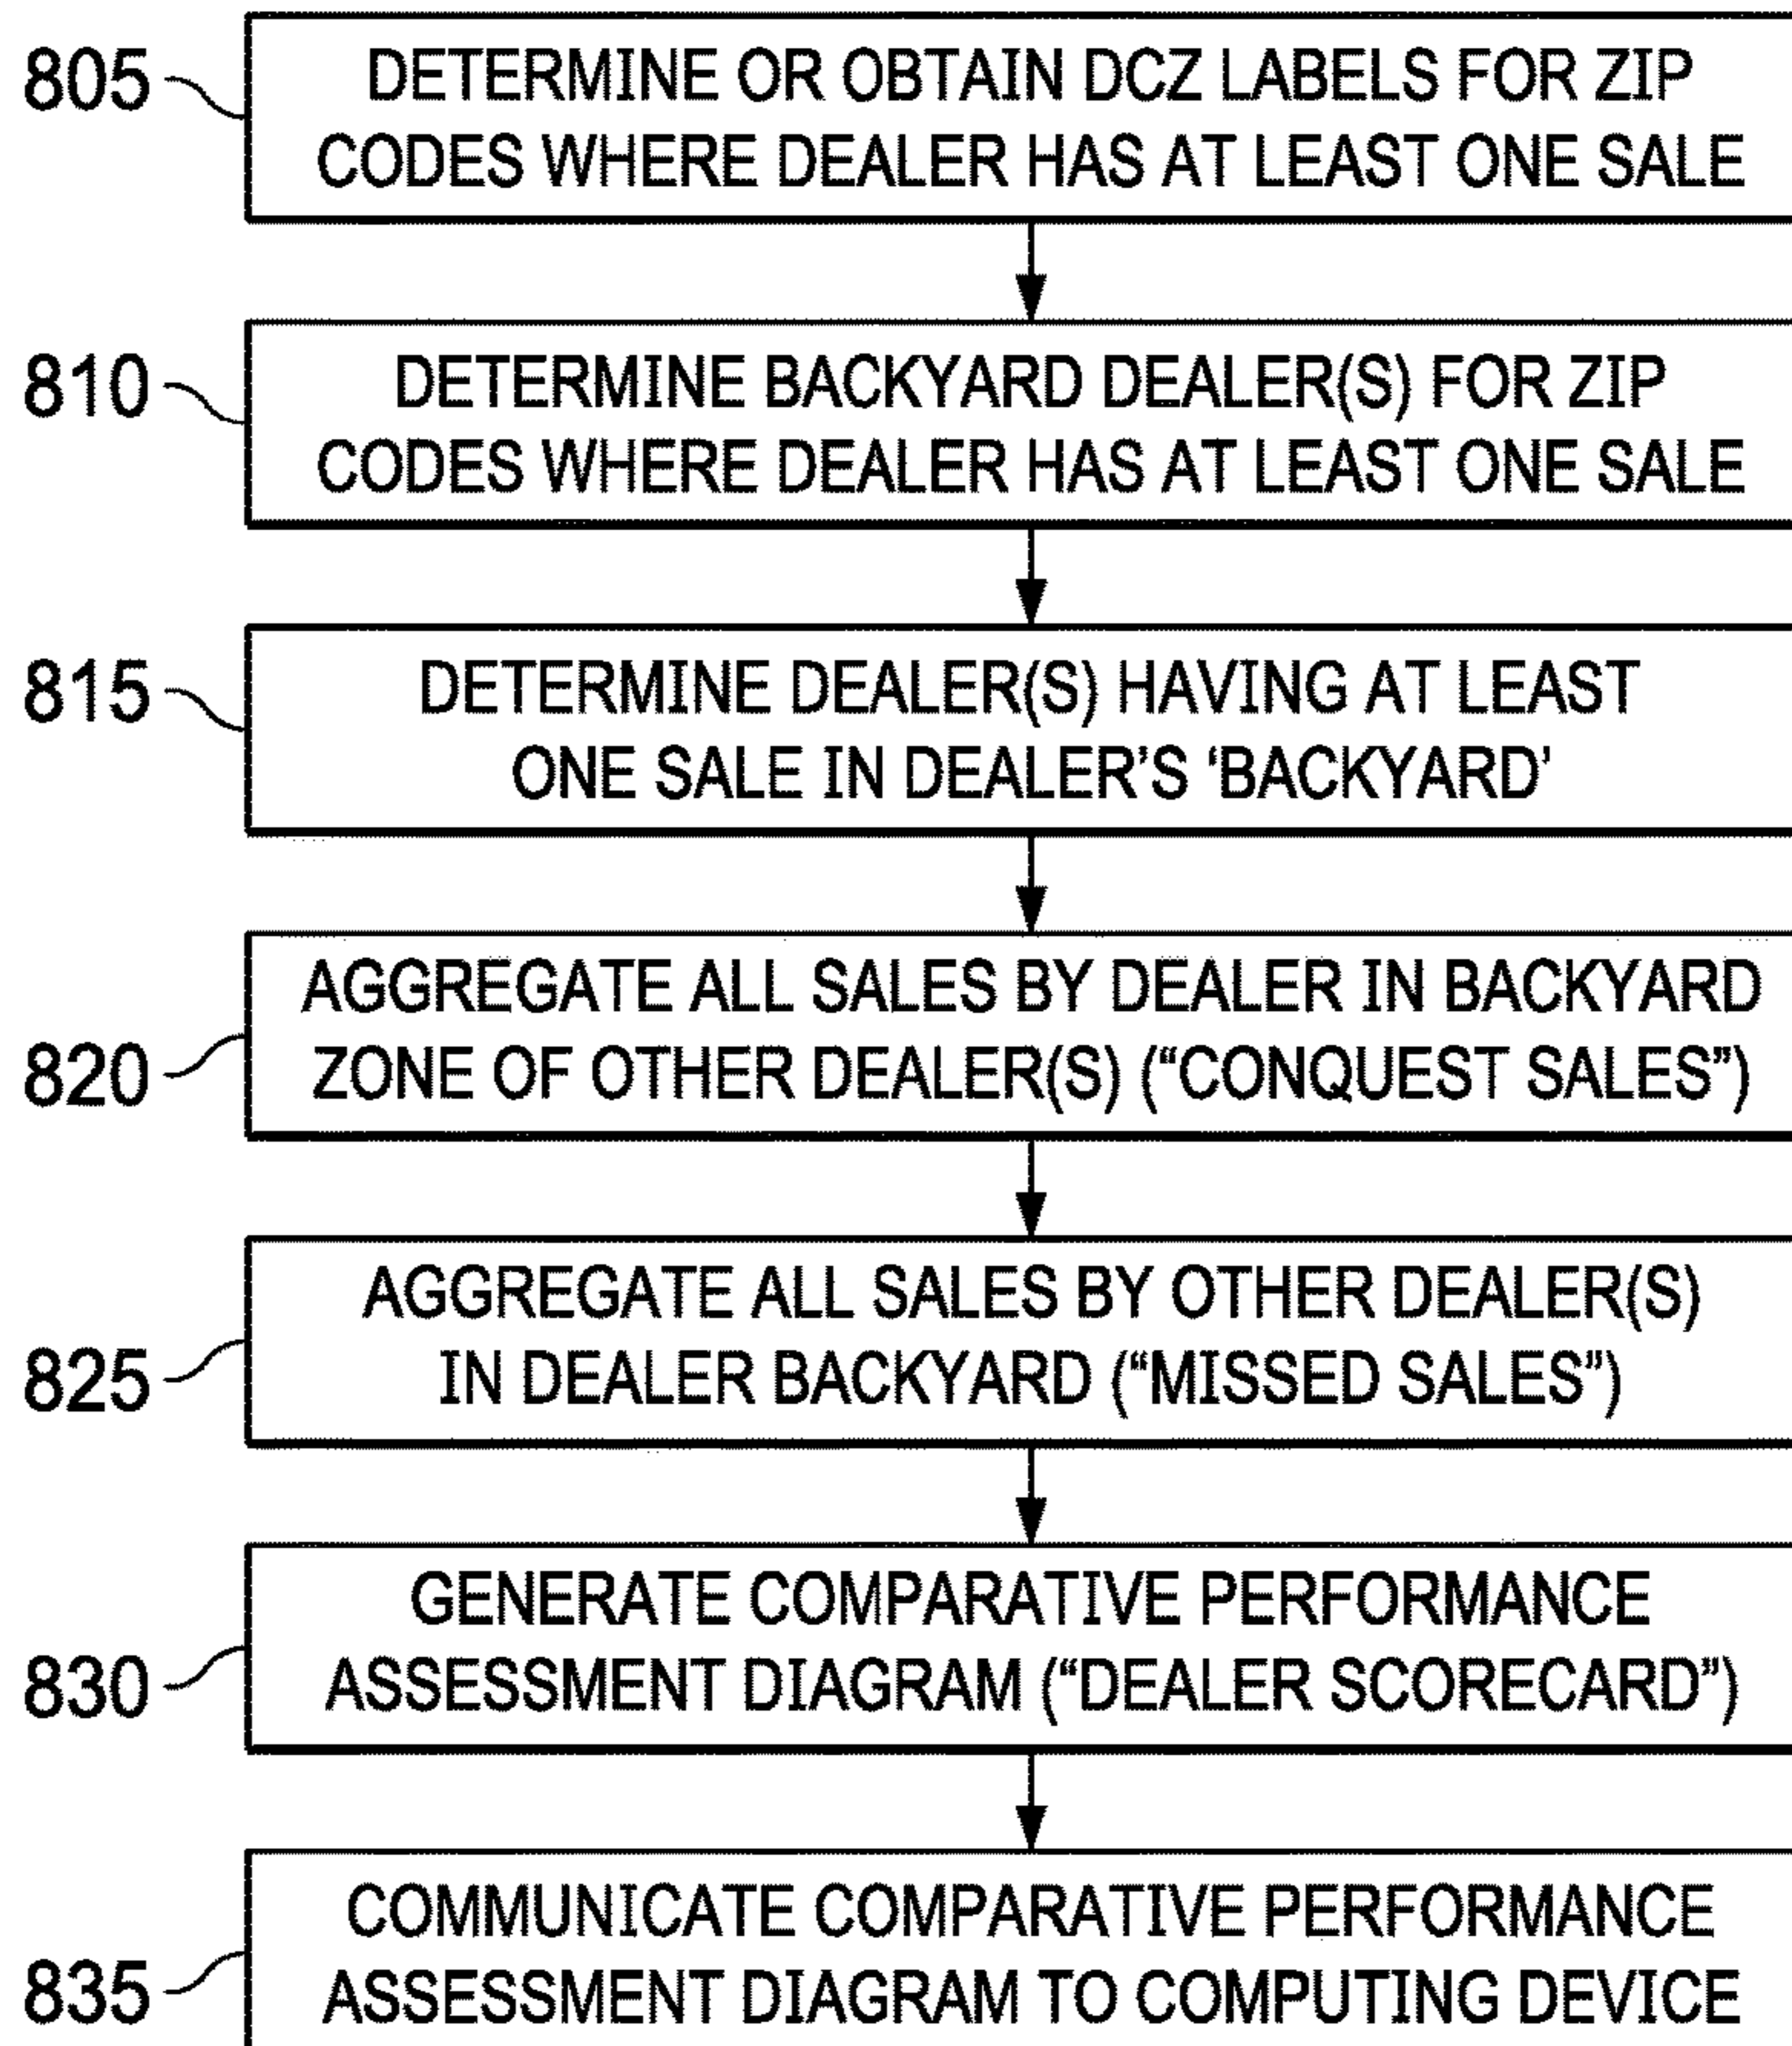 805
DETERMINE OR OBTAIN DCZ LABELS FOR ZIP
CODES WHERE DEALER HAS AT LEAST ONE SALE
810
DETERMINE BACKYARD DEALER(S) FOR ZIP
CODES WHERE DEALER HAS AT LEAST ONE SALE
815
DETERMINE DEALER(S) HAVING AT LEAST
ONE SALE IN DEALER'S 'BACKYARD'
820
AGGREGATE ALL SALES BY DEALER IN BACKYARD
ZONE OF OTHER DEALER(S) (“CONQUEST SALES”)
825
AGGREGATE ALL SALES BY OTHER DEALER(S)
IN DEALER BACKYARD (“MISSED SALES”)
830
GENERATE COMPARATIVE PERFORMANCE
ASSESSMENT DIAGRAM (“DEALER SCORECARD”)
835
COMMUNICATE COMPARATIVE PERFORMANCE
ASSESSMENT DIAGRAM TO COMPUTING DEVICE